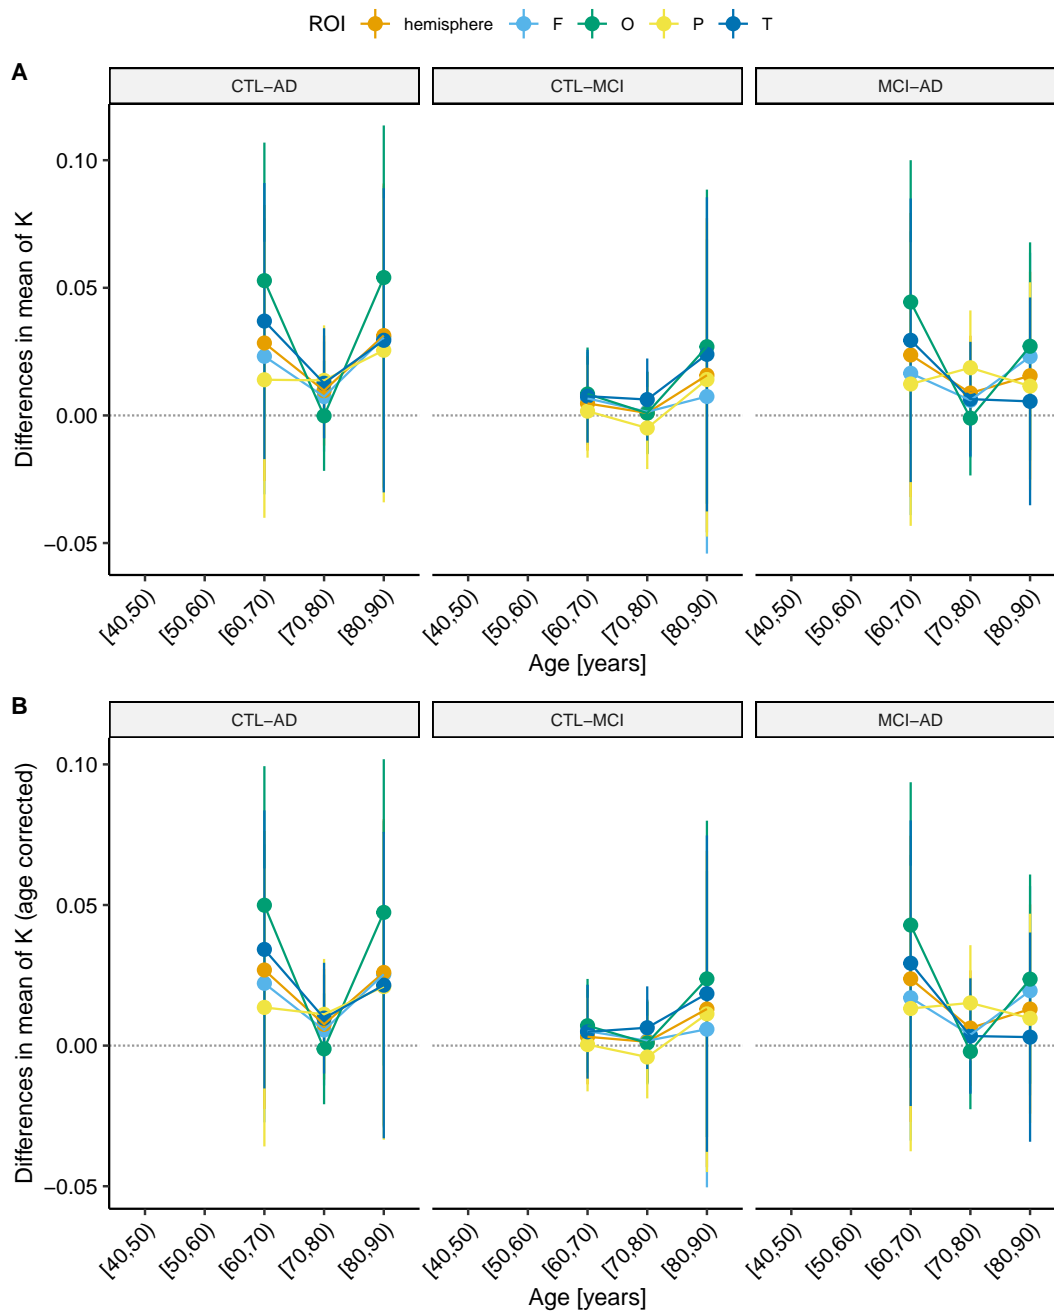 ROI hemisphere F O P T
A
CTL−AD CTL−MCI MCI−AD
Differences in mean of K
0.10
0.05
0.00
−0.05
[40,50) [50,60) [60,70) [70,80) [80,90) [40,50) [50,60) [60,70) [70,80) [80,90) [40,50) [50,60) [60,70) [70,80) [80,90)
Age [years]
B
CTL−AD CTL−MCI MCI−AD
Differences in mean of K (age corrected)
0.10
0.05
0.00
−0.05
[40,50) [50,60) [60,70) [70,80) [80,90) [40,50) [50,60) [60,70) [70,80) [80,90) [40,50) [50,60) [60,70) [70,80) [80,90)
Age [years]